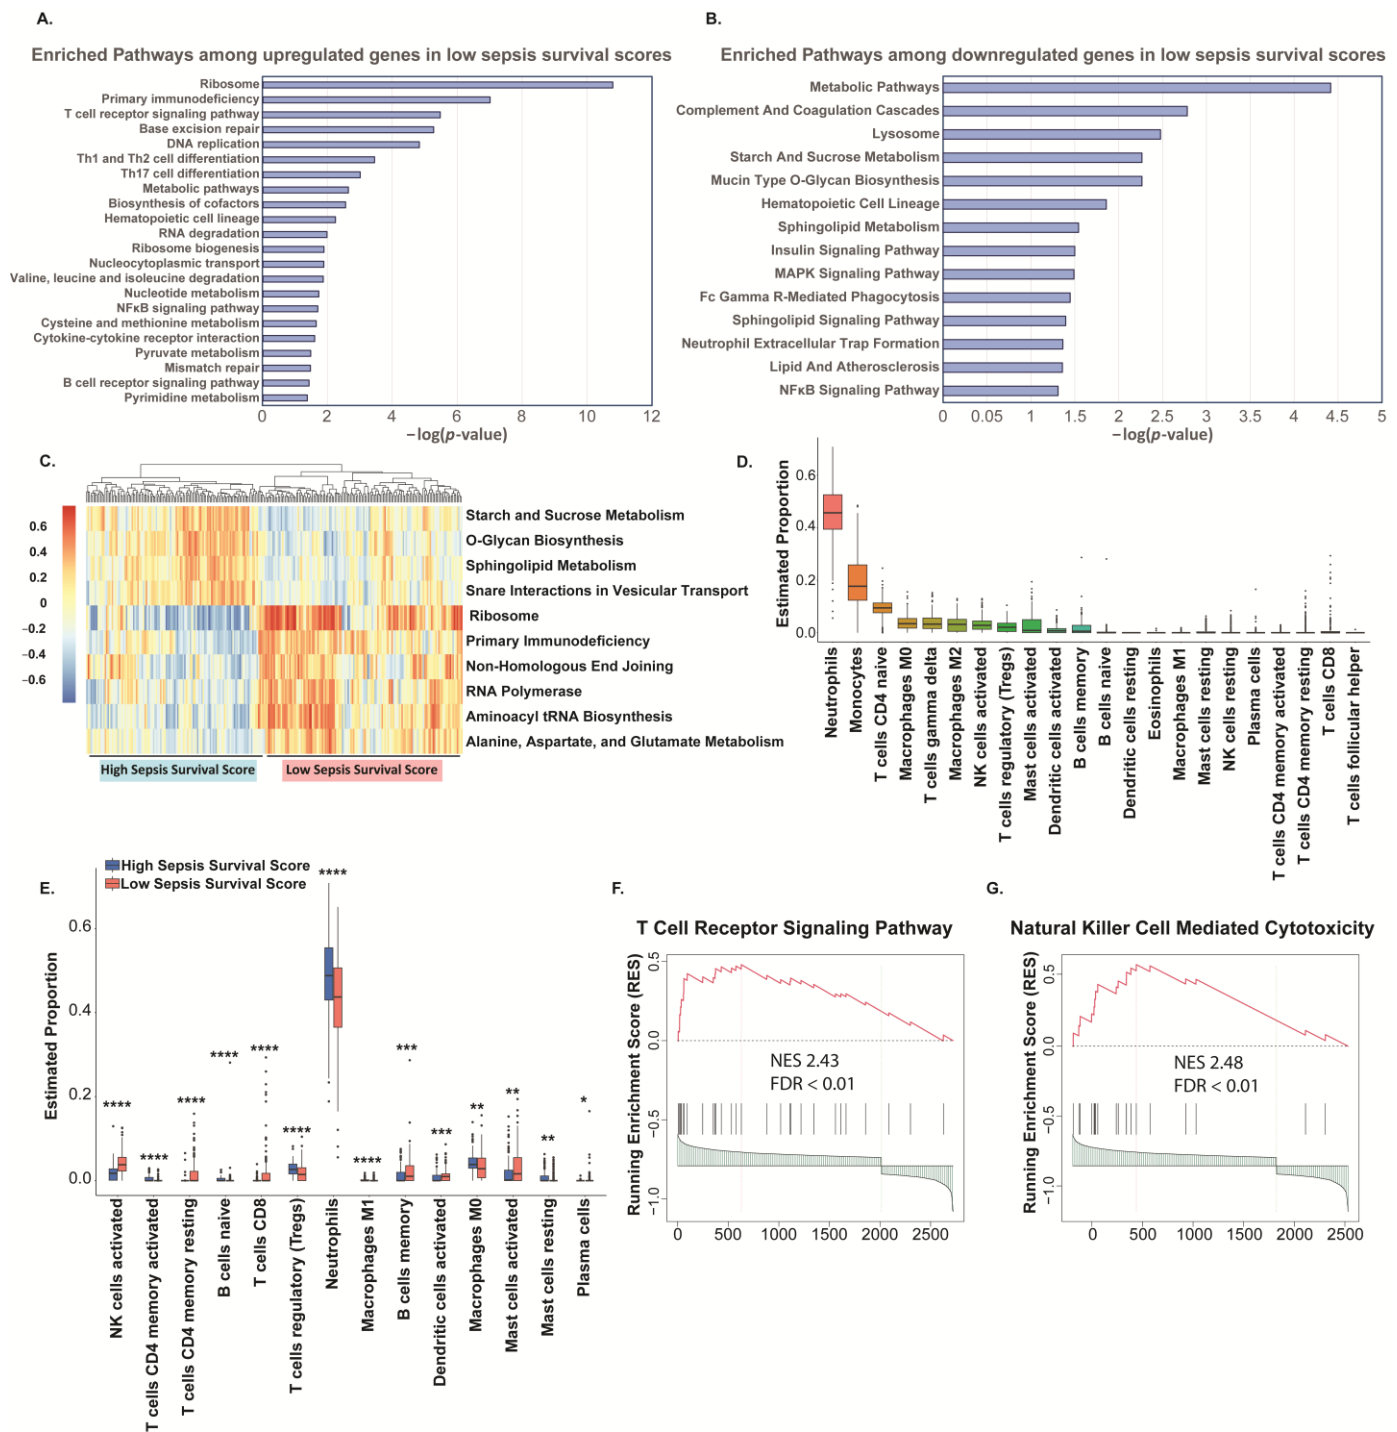 A.
Enriched Pathways among upregulated genes in low sepsis survival scores
Ribosome
Primary immunodeficiency
T cell receptor signaling pathway
Base excision repair
DNA replication
Th1 and Th2 cell differentiation
Th17 cell differentiation
Metabolic pathways
Biosynthesis of cofactors
Hematopoietic cell lineage
RNA degradation
Ribosome biogenesis
Nucleocytoplasmic transport
Valine, leucine and isoleucine degradation
Nucleotide metabolism
NFκB signaling pathway
Cysteine and methionine metabolism
Cytokine-cytokine receptor interaction
Pyruvate metabolism
Mismatch repair
B cell receptor signaling pathway
Pyrimidine metabolism
0 2 4 6 8 10 12
−log(p-value)
B.
Enriched Pathways among downregulated genes in low sepsis survival scores
Metabolic Pathways
Complement And Coagulation Cascades
Lysosome
Starch And Sucrose Metabolism
Mucin Type O-Glycan Biosynthesis
Hematopoietic Cell Lineage
Sphingolipid Metabolism
Insulin Signaling Pathway
MAPK Signaling Pathway
Fc Gamma R-Mediated Phagocytosis
Sphingolipid Signaling Pathway
Neutrophil Extracellular Trap Formation
Lipid And Atherosclerosis
NFκB Signaling Pathway
0 0.05 1 1.5 2 2.5 3 3.5 4 4.5 5
−log(p-value)
C.
0.6
0.4
0.2
0
−0.2
−0.4
−0.6
Starch and Sucrose Metabolism
O-Glycan Biosynthesis
Sphingolipid Metabolism
Snare Interactions in Vesicular Transport
Ribosome
Primary Immunodeficiency
Non-Homologous End Joining
RNA Polymerase
Aminoacyl tRNA Biosynthesis
Alanine, Aspartate, and Glutamate Metabolism
High Sepsis Survival Score
Low Sepsis Survival Score
D.
Estimated Proportion
0.6
0.4
0.2
0.0
Neutrophils
Monocytes
T cells CD4 naive
Macrophages M0
T cells gamma delta
Macrophages M2
NK cells activated
T cells regulatory (Tregs)
Mast cells activated
Dendritic cells activated
B cells memory
B cells naive
Dendritic cells resting
Eosinophils
Macrophages M1
Mast cells resting
NK cells resting
Plasma cells
T cells CD4 memory activated
T cells CD4 memory resting
T cells CD8
T cells follicular helper
E.
High Sepsis Survival Score
Low Sepsis Survival Score
Estimated Proportion
0.6
0.4
0.2
0.0
****
****
****
****
****
****
****
****
***
***
**
**
**
*
NK cells activated
T cells CD4 memory activated
T cells CD4 memory resting
B cells naive
T cells CD8
T cells regulatory (Tregs)
Neutrophils
Macrophages M1
B cells memory
Dendritic cells activated
Macrophages M0
Mast cells activated
Mast cells resting
Plasma cells
F.
T Cell Receptor Signaling Pathway
Running Enrichment Score (RES)
0.5
0.0
−0.5
−1.0
NES 2.43
FDR < 0.01
0 500 1000 1500 2000 2500
G.
Natural Killer Cell Mediated Cytotoxicity
Running Enrichment Score (RES)
0.5
0.0
−0.5
−1.0
NES 2.48
FDR < 0.01
0 500 1000 1500 2000 2500